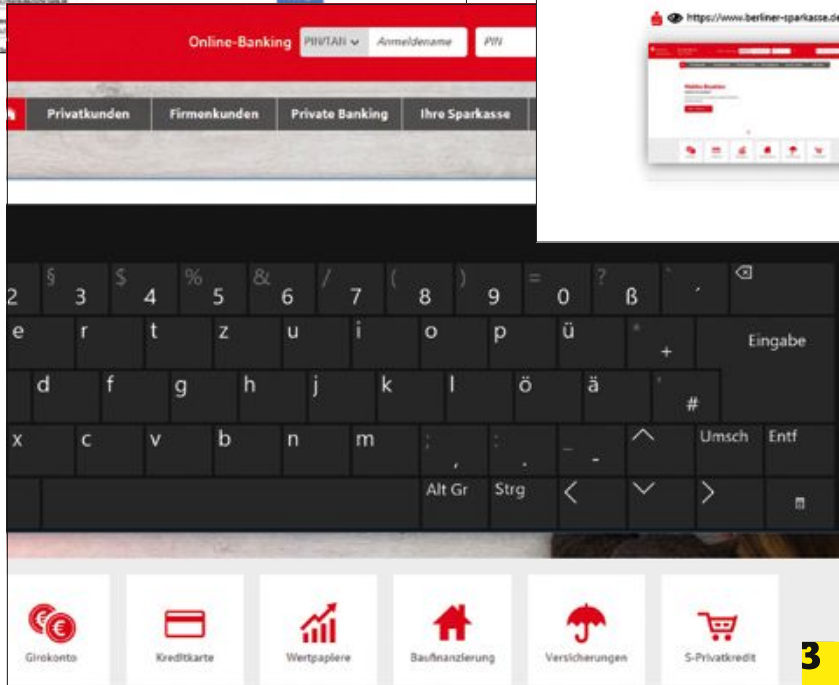 https://www.berliner-sparkasse.de
Online-Banking PIN/TAN Anmeldename PIN
Privatkunden Firmenkunden Private Banking Ihre Sparkasse
2 § 3 $ 4 % 5 & 6 / 7 ( 8 ) 9 = 0 ? ß ` ´
e r t z u i o p ü * + Eingabe
d f g h j k l ö ä ' #
x c v b n m ; , : . _ - Umsch Entf
Alt Gr Strg
Girokonto Kreditkarte Wertpapiere Baufinanzierung Versicherungen S-Privatkredit
3